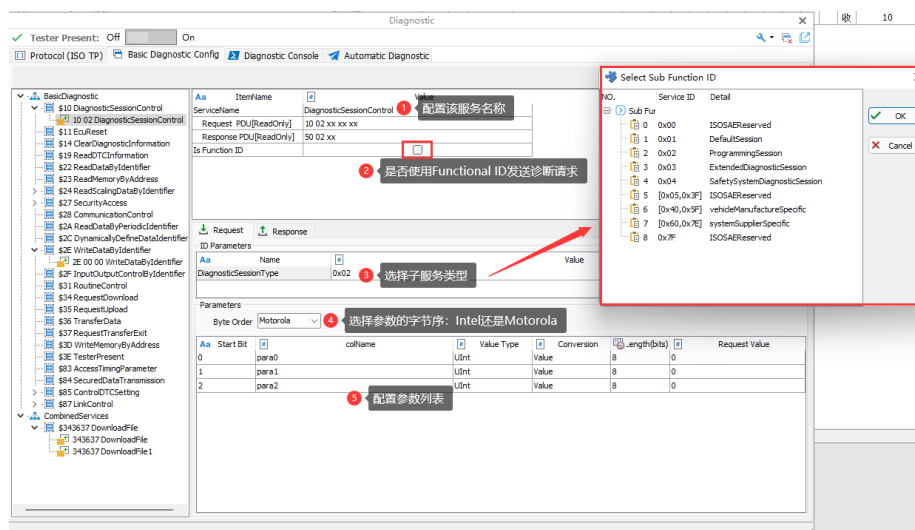 Diagnostic
收 10
Tester Present: Off On
Protocol (ISO TP) Basic Diagnostic Config Diagnostic Console Automatic Diagnostic
BasicDiagnostic
$10 DiagnosticSessionControl
10 02 DiagnosticSessionControl
$11 EcuReset
$14 ClearDiagnosticInformation
$19 ReadDTCInformation
$22 ReadDataByIdentifier
$23 ReadMemoryByAddress
$24 ReadScalingDataByIdentifier
$27 SecurityAccess
$28 CommunicationControl
$2A ReadDataByPeriodicIdentifier
$2C DynamicallyDefineDataIdentifier
$2E WriteDataByIdentifier
2E 00 00 WriteDataByIdentifier
$2F InputOutputControlByIdentifier
$31 RoutineControl
$34 RequestDownload
$35 RequestUpload
$36 TransferData
$37 RequestTransferExit
$3D WriteMemoryByAddress
$3E TesterPresent
$83 AccessTimingParameter
$84 SecuredDataTransmission
$85 ControlDTCSetting
$87 LinkControl
CombinedServices
$343637 DownloadFile
343637 DownloadFile
343637 DownloadFile1
Aa ItemName # Value
ServiceName DiagnosticSessionControl
1 配置该服务名称
Request PDU[ReadOnly] 10 02 xx xx xx
Response PDU[ReadOnly] 50 02 xx
Is Function ID
2 是否使用Functional ID发送诊断请求
Request Response
ID Parameters
Aa Name # Value
DiagnosticSessionType 0x02
3 选择子服务类型
Parameters
Byte Order Motorola
4 选择参数的字节序：Intel还是Motorola
Aa Start Bit # colName # Value Type # Conversion .ength(bits) # Request Value
0 para0 UInt Value 8 0
1 para1 UInt Value 8 0
2 para2 UInt Value 8 0
5 配置参数列表
Select Sub Function ID
NO. Service ID Detail
Sub Fur
0 0x00 ISOSAEReserved
1 0x01 DefaultSession
2 0x02 ProgrammingSession
3 0x03 ExtendedDiagnosticSession
4 0x04 SafetySystemDiagnosticSession
5 [0x05,0x3F] ISOSAEReserved
6 [0x40,0x5F] vehicleManufactureSpecific
7 [0x60,0x7E] systemSupplierSpecific
8 0x7F ISOSAEReserved
OK
Cancel